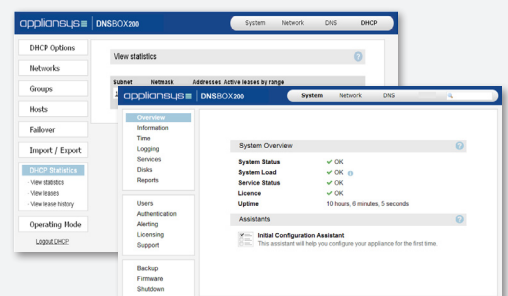 appliansys DNSBOX200
System Network DNS DHCP
DHCP Options
Networks
Groups
Hosts
Failover
Import / Export
DHCP Statistics
· View statistics
· View leases
· View lease history
Operating Mode
Logout DHCP
View statistics
Subnet Netmask Addresses Active leases by range
appliansys DNSBOX200
System Network DNS
Overview
Information
Time
Logging
Services
Disks
Reports
Users
Authentication
Alerting
Licensing
Support
Backup
Firmware
Shutdown
System Overview
System Status OK
System Load OK
Service Status OK
Licence OK
Uptime 10 hours, 6 minutes, 5 seconds
Assistants
Initial Configuration Assistant
This assistant will help you configure your appliance for the first time.